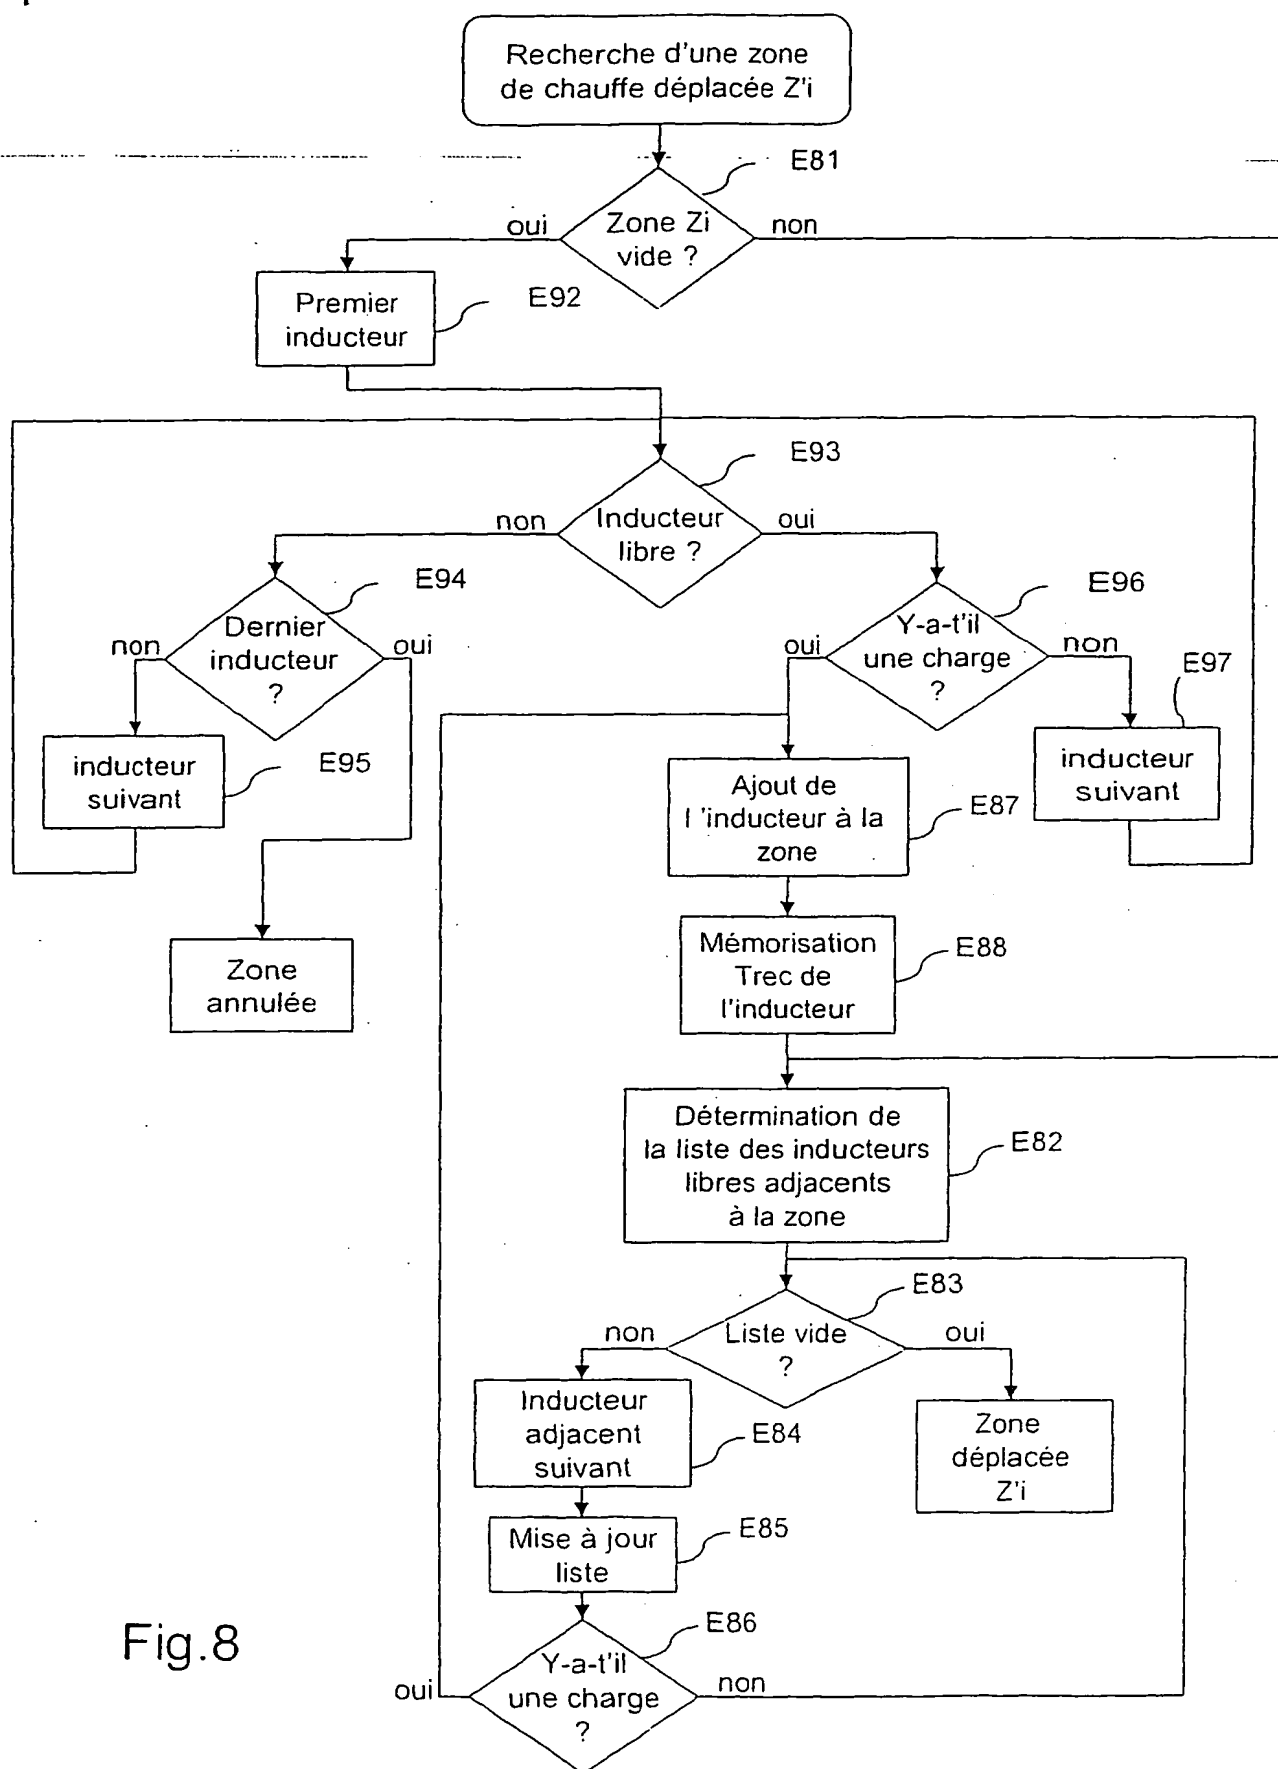 Recherche d'une zone
de chauffe déplacée Z'i
E81
oui
Zone Zi
vide ?
non
Premier
inducteur
E92
E93
non
Inducteur
libre ?
oui
E94
non
Dernier
inducteur
?
oui
E96
oui
Y-a-t'il
une charge
?
non
E97
inducteur
suivant
E95
inducteur
suivant
Ajout de
l 'inducteur à la
zone
E87
Zone
annulée
Mémorisation
Trec de
l'inducteur
E88
Détermination de
la liste des inducteurs
libres adjacents
à la zone
E82
E83
non
Liste vide
?
oui
Inducteur
adjacent
suivant
E84
Zone
déplacée
Z'i
Mise à jour
liste
E85
E86
oui
Y-a-t'il
une charge
?
non
Fig.8